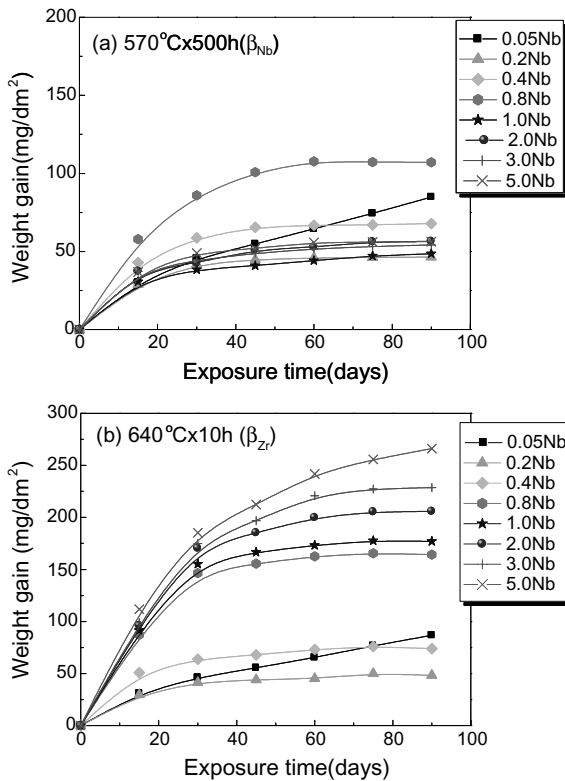 (a) 570°Cx500h(βNb)
Weight gain(mg/dm²)
200
150
100
50
0
0 20 40 60 80 100
Exposure time(days)
0.05Nb
0.2Nb
0.4Nb
0.8Nb
1.0Nb
2.0Nb
3.0Nb
5.0Nb
(b) 640°Cx10h (βZr)
Weight gain (mg/dm²)
300
250
200
150
100
50
0
0 20 40 60 80 100
Exposure time(days)
0.05Nb
0.2Nb
0.4Nb
0.8Nb
1.0Nb
2.0Nb
3.0Nb
5.0Nb